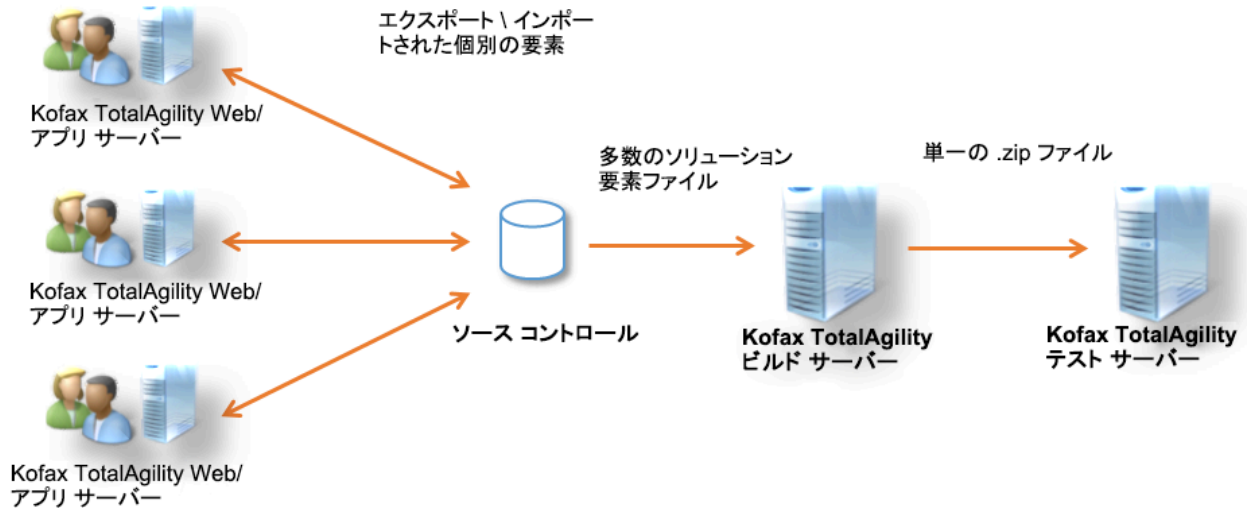 エクスポート \ インポー
トされた個別の要素
Kofax TotalAgility Web/
アプリ サーバー
多数のソリューション
要素ファイル
単一の .zip ファイル
Kofax TotalAgility Web/
アプリ サーバー
ソース コントロール
Kofax TotalAgility
ビルド サーバー
Kofax TotalAgility
テスト サーバー
Kofax TotalAgility Web/
アプリ サーバー